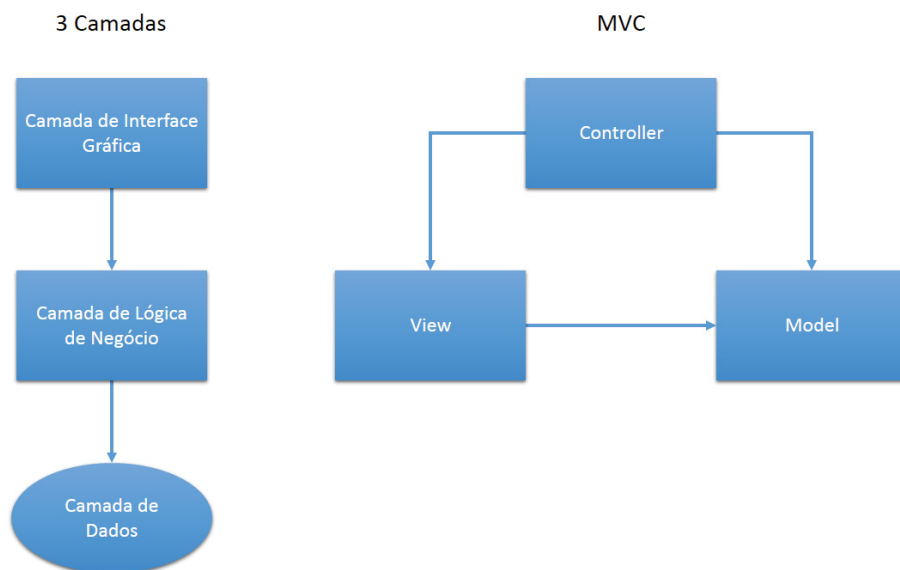 3 Camadas
Camada de Interface
Gráfica
Camada de Lógica
de Negócio
Camada de
Dados
MVC
Controller
View
Model